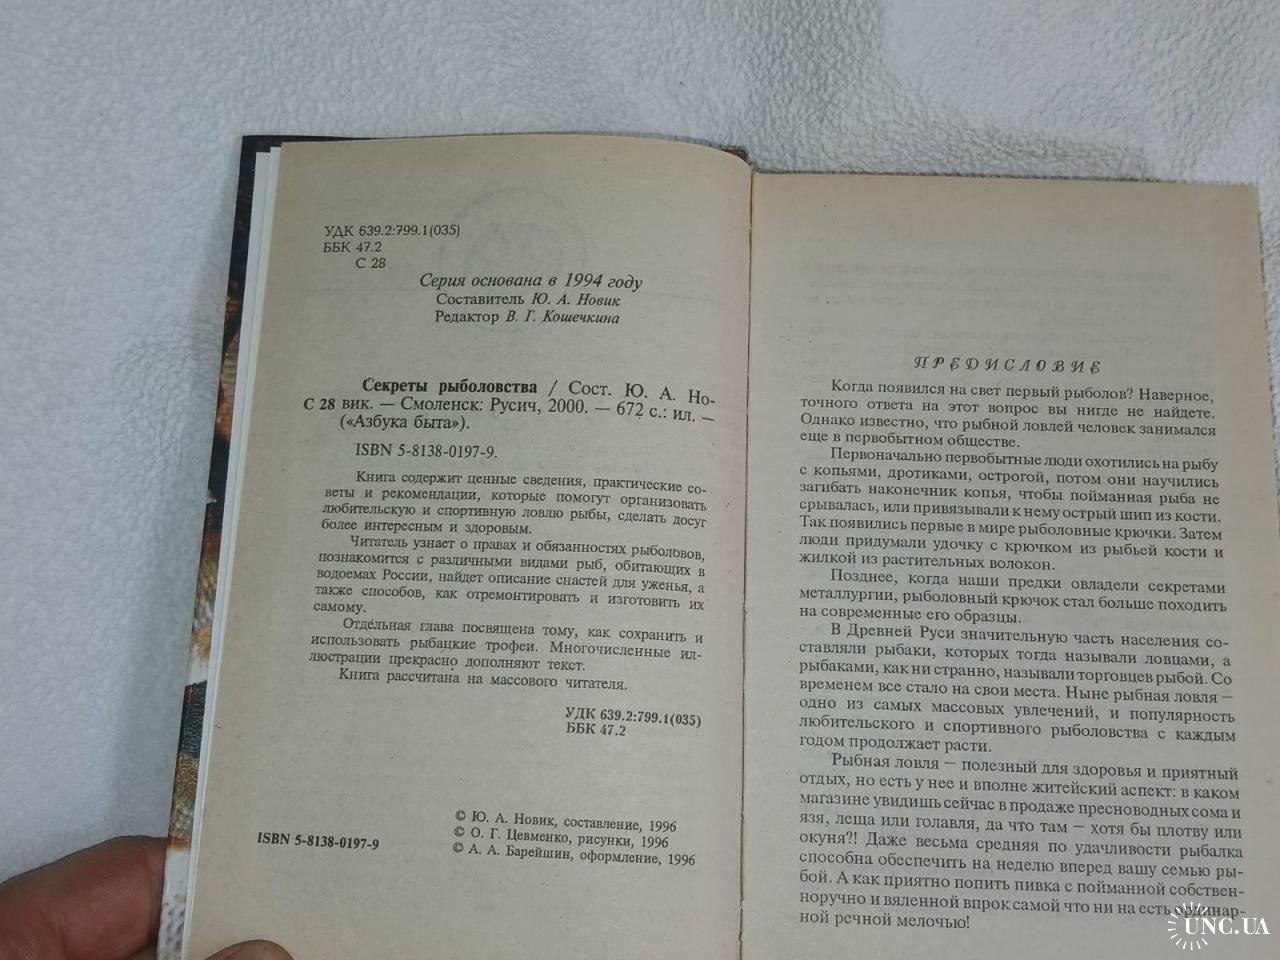 УДК 639.2:799.1(035)
ББК 47.2
С 28
Серия основана в 1994 году
Составитель Ю. А. Новик
Редактор В. Г. Кошечкина
Секреты рыболовства / Сост. Ю. А. Но-
С 28 вик. — Смоленск: Русич, 2000. — 672 с.: ил. —
(«Азбука быта»).
ISBN 5-8138-0197-9.
Книга содержит ценные сведения, практические со-
веты и рекомендации, которые помогут организовать
любительскую и спортивную ловлю рыбы, сделать досуг
более интересным и здоровым.
Читатель узнает о правах и обязанностях рыболовов,
познакомится с различными видами рыб, обитающих в
водоемах России, найдет описание снастей для уженья, а
также способов, как отремонтировать и изготовить их
самому.
Отдельная глава посвящена тому, как сохранить и
использовать рыбацкие трофеи. Многочисленные ил-
люстрации прекрасно дополняют текст.
Книга рассчитана на массового читателя.
УДК 639.2:799.1(035)
ББК 47.2
© Ю. А. Новик, составление, 1996
© О. Г. Цевменко, рисунки, 1996
© А. А. Барейшин, оформление, 1996
ISBN 5-8138-0197-9
ПРЕДИСЛОВИЕ
Когда появился на свет первый рыболов? Наверное,
точного ответа на этот вопрос вы нигде не найдете.
Однако известно, что рыбной ловлей человек занимался
еще в первобытном обществе.
Первоначально первобытные люди охотились на рыбу
с копьями, дротиками, острогой, потом они научились
загибать наконечник копья, чтобы пойманная рыба не
срывалась, или привязывали к нему острый шип из кости.
Так появились первые в мире рыболовные крючки. Затем
люди придумали удочку с крючком из рыбьей кости и
жилкой из растительных волокон.
Позднее, когда наши предки овладели секретами
металлургии, рыболовный крючок стал больше походить
на современные его образцы.
В Древней Руси значительную часть населения со-
ставляли рыбаки, которых тогда называли ловцами, а
рыбаками, как ни странно, называли торговцев рыбой. Со
временем все стало на свои места. Ныне рыбная ловля —
одно из самых массовых увлечений, и популярность
любительского и спортивного рыболовства с каждым
годом продолжает расти.
Рыбная ловля — полезный для здоровья и приятный
отдых, но есть у нее и вполне житейский аспект: в каком
магазине увидишь сейчас в продаже пресноводных сома и
язя, леща или голавля, да что там — хотя бы плотву или
окуня?! Даже весьма средняя по удачливости рыбалка
способна обеспечить на неделю вперед вашу семью ры-
бой. А как приятно попить пивка с пойманной собствен-
норучно и вяленной впрок самой что ни на есть ординар-
ной речной мелочью!
UNC.UA